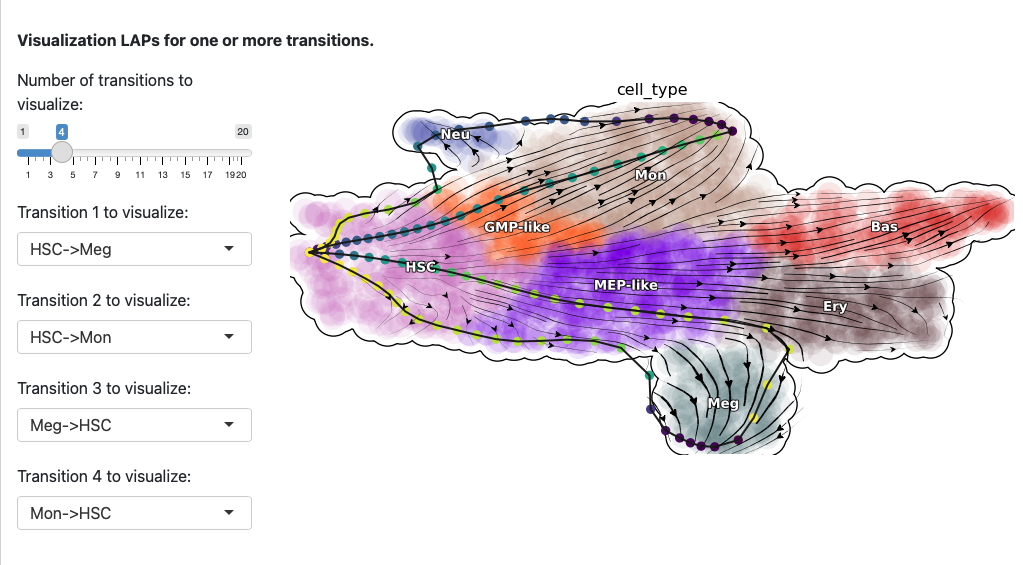 Visualization LAPs for one or more transitions.
Number of transitions to
visualize:
1 4 20
1 3 5 7 9 11 13 15 17 19 20
Transition 1 to visualize:
HSC->Meg
Transition 2 to visualize:
HSC->Mon
Transition 3 to visualize:
Meg->HSC
Transition 4 to visualize:
Mon->HSC
cell_type
Neu
Mon
GMP-like
Bas
HSC
MEP-like
Ery
Meg